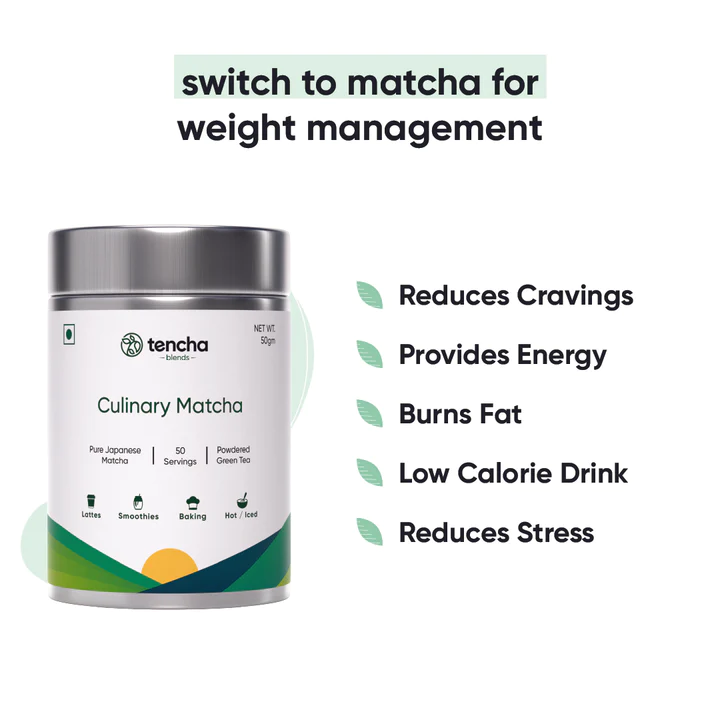 switch to matcha for
weight management
NET WT.
50gm
tencha
blends
Culinary Matcha
Pure Japanese
Matcha
50
Servings
Powdered
Green Tea
Lattes
Smoothies
Baking
Hot / Iced
Reduces Cravings
Provides Energy
Burns Fat
Low Calorie Drink
Reduces Stress